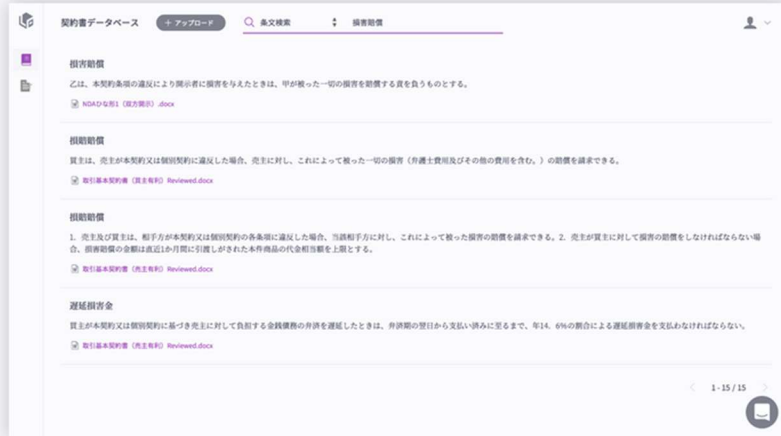 契約書データベース
+ アップロード
条文検索
損害賠償
損害賠償
乙は、本契約条項の違反により開示者に損害を与えたときは、甲が被った一切の損害を賠償する責を負うものとする。
NDAひな形1（双方開示）.docx
損賠賠償
買主は、売主が本契約又は個別契約に違反した場合、売主に対し、これによって被った一切の損害（弁護士費用及びその他の費用を含む。）の賠償を請求できる。
取引基本契約書（買主有利）Reviewed.docx
損賠賠償
1. 売主及び買主は、相手方が本契約又は個別契約の各条項に違反した場合、当該相手方に対し、これによって被った損害の賠償を請求できる。2. 売主が買主に対して損害の賠償をしなければならない場
合、損害賠償の金額は直近1か月間に引渡しがされた本件商品の代金相当額を上限とする。
取引基本契約書（売主有利）Reviewed.docx
遅延損害金
買主が本契約又は個別契約に基づき売主に対して負担する金銭債務の弁済を遅延したときは、弁済期の翌日から支払い済みに至るまで、年14．6%の割合による遅延損害金を支払わなければならない。
取引基本契約書（売主有利）Reviewed.docx
1 - 15 / 15